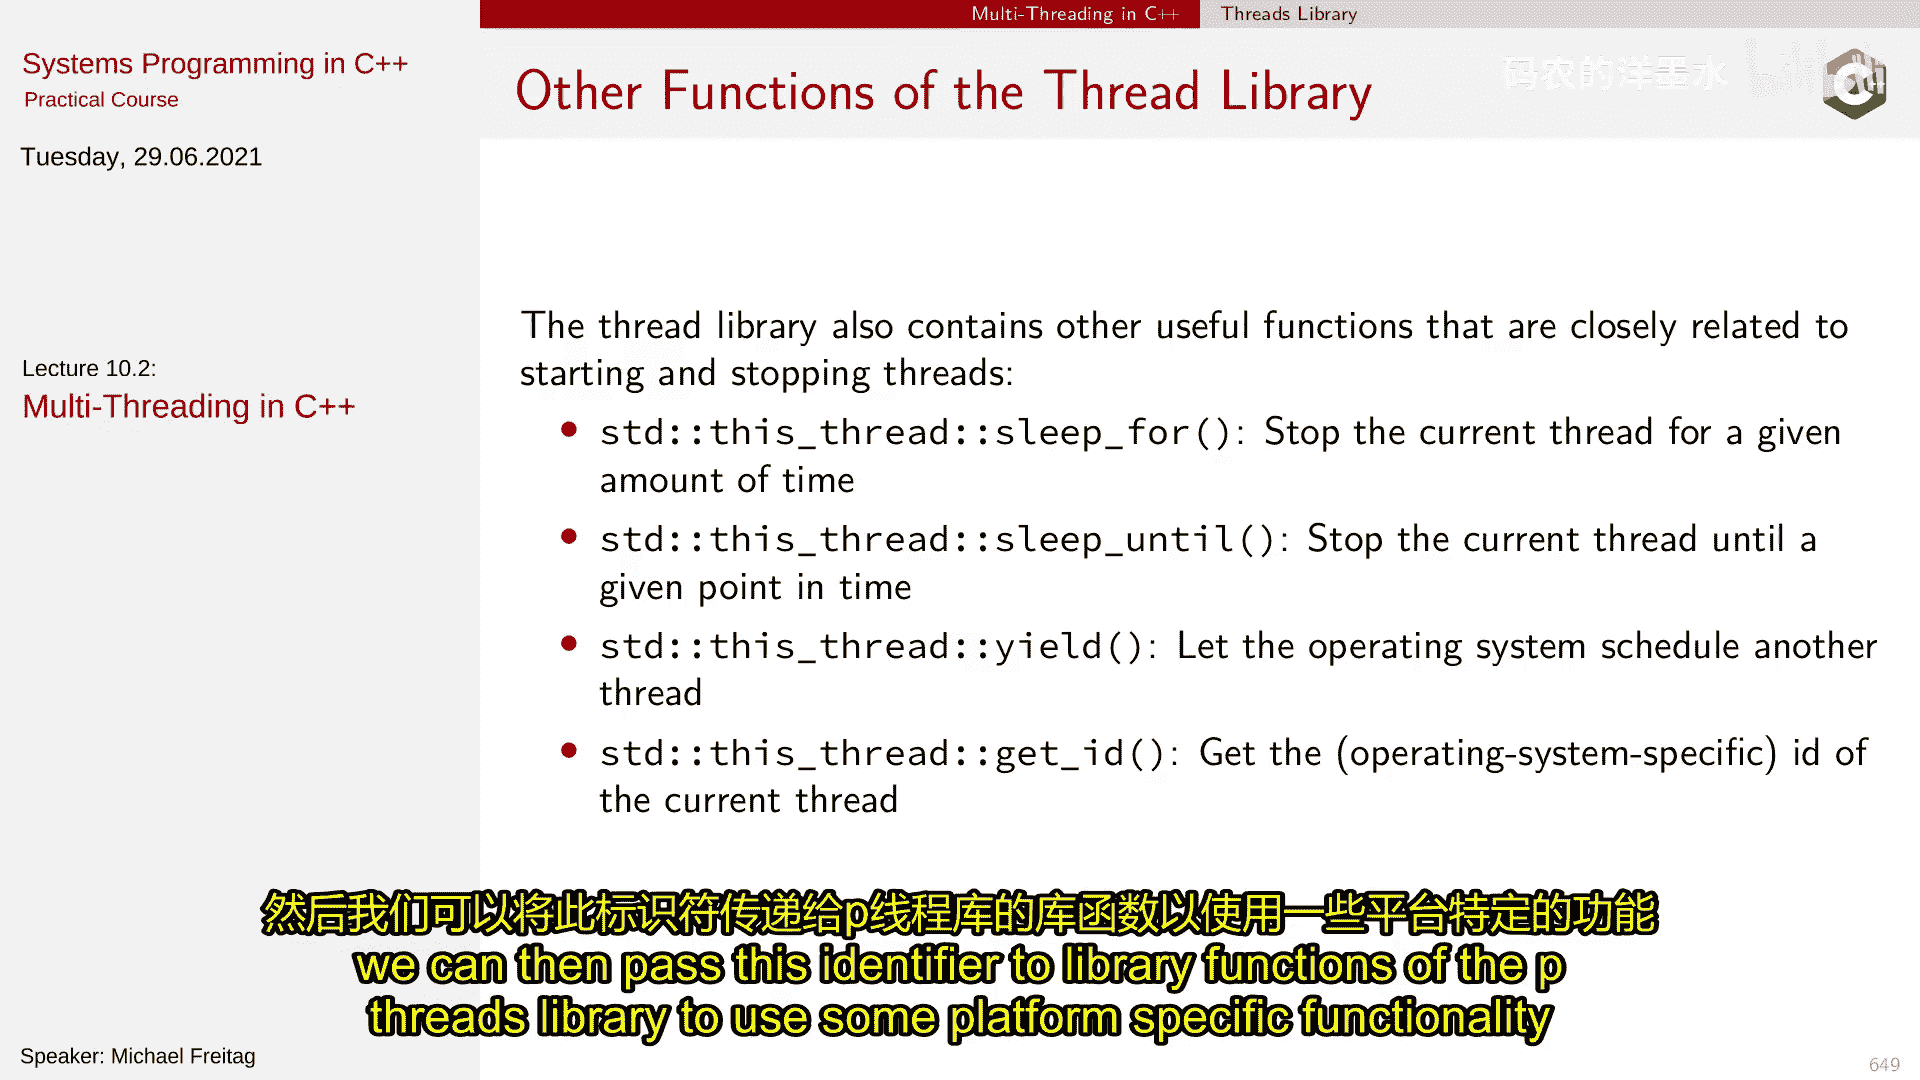 Multi-Threading in C++ Threads Library
Systems Programming in C++
Practical Course
Tuesday, 29.06.2021
Other Functions of the Thread Library
码农的洋墨水
Lecture 10.2:
Multi-Threading in C++
The thread library also contains other useful functions that are closely related to
starting and stopping threads:
• std::this_thread::sleep_for(): Stop the current thread for a given
amount of time
• std::this_thread::sleep_until(): Stop the current thread until a
given point in time
• std::this_thread::yield(): Let the operating system schedule another
thread
• std::this_thread::get_id(): Get the (operating-system-specific) id of
the current thread
然后我们可以将此标识符传递给p线程库的库函数以使用一些平台特定的功能
we can then pass this identifier to library functions of the p
threads library to use some platform specific functionality
Speaker: Michael Freitag
649